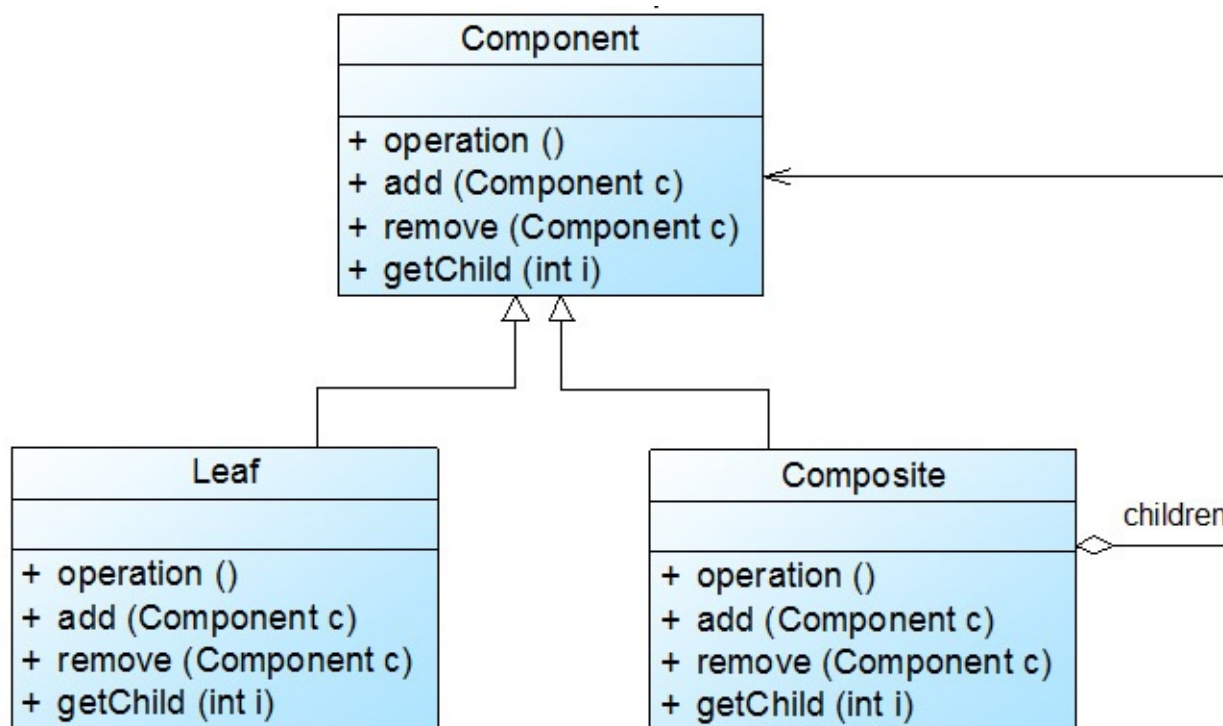 Component
+ operation ()
+ add (Component c)
+ remove (Component c)
+ getChild (int i)
Leaf
+ operation ()
+ add (Component c)
+ remove (Component c)
+ getChild (int i)
Composite
+ operation ()
+ add (Component c)
+ remove (Component c)
+ getChild (int i)
children